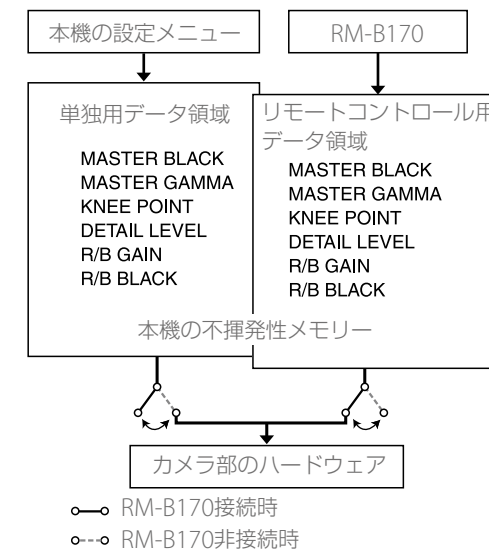 本機の設定メニュー
RM-B170
単独用データ領域
MASTER BLACK
MASTER GAMMA
KNEE POINT
DETAIL LEVEL
R/B GAIN
R/B BLACK
リモートコントロール用
データ領域
MASTER BLACK
MASTER GAMMA
KNEE POINT
DETAIL LEVEL
R/B GAIN
R/B BLACK
本機の不揮発性メモリー
カメラ部のハードウェア
RM-B170接続時
RM-B170非接続時